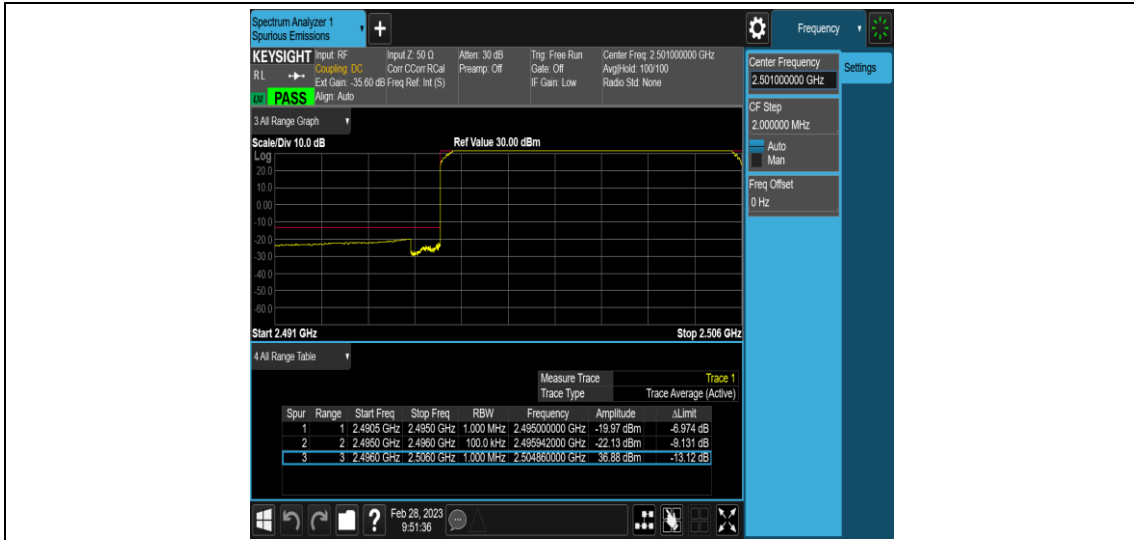 Spectrum Analyzer 1
Spurious Emissions
+
Frequency
KEYSIGHT Input: RF Input Z: 50 Ω Atten: 30 dB Trig: Free Run Center Freq: 2.501000000 GHz
RL Coupling: DC Corr CCorr RCal Preamp: Off Gate: Off Avg|Hold: 100/100
Ext Gain: -35.60 dB Freq Ref: Int (S) IF Gain: Low Radio Std: None
PASS Align: Auto
Center Frequency
2.501000000 GHz
Settings
CF Step
2.000000 MHz
Auto
Man
Freq Offset
0 Hz
3 All Range Graph
Scale/Div 10.0 dB Ref Value 30.00 dBm
Log
20.0
10.0
0.00
-10.0
-20.0
-30.0
-40.0
-50.0
-60.0
Start 2.491 GHz Stop 2.506 GHz
4 All Range Table
Measure Trace Trace 1
Trace Type Trace Average (Active)
Spur Range Start Freq Stop Freq RBW Frequency Amplitude ΔLimit
1 1 2.4905 GHz 2.4950 GHz 1.000 MHz 2.495000000 GHz -19.97 dBm -6.974 dB
2 2 2.4950 GHz 2.4960 GHz 100.0 kHz 2.495942000 GHz -22.13 dBm -9.131 dB
3 3 2.4960 GHz 2.5060 GHz 1.000 MHz 2.504860000 GHz 36.88 dBm -13.12 dB
?
Feb 28, 2023
9:51:36